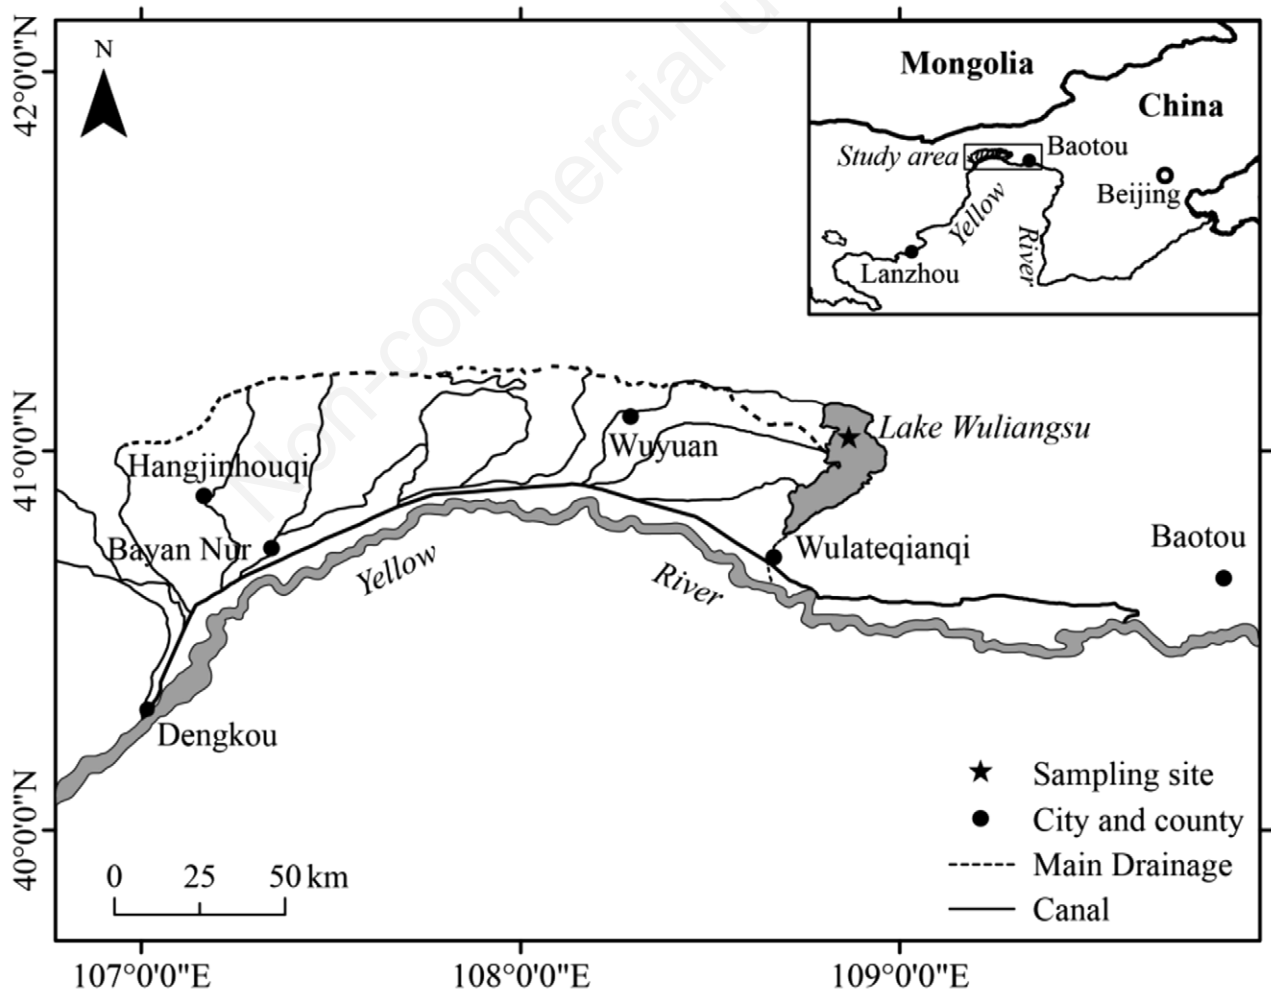 Non-commercial u
42°0'0"N
41°0'0"N
40°0'0"N
N
Mongolia
China
Study area
Baotou
Beijing
Yellow
River
Lanzhou
Lake Wuliangsu
Wuyuan
Hangjinhouqi
Bayan Nur
Yellow
River
Wulateqianqi
Baotou
Dengkou
Sampling site
City and county
Main Drainage
Canal
0 25 50 km
107°0'0"E 108°0'0"E 109°0'0"E